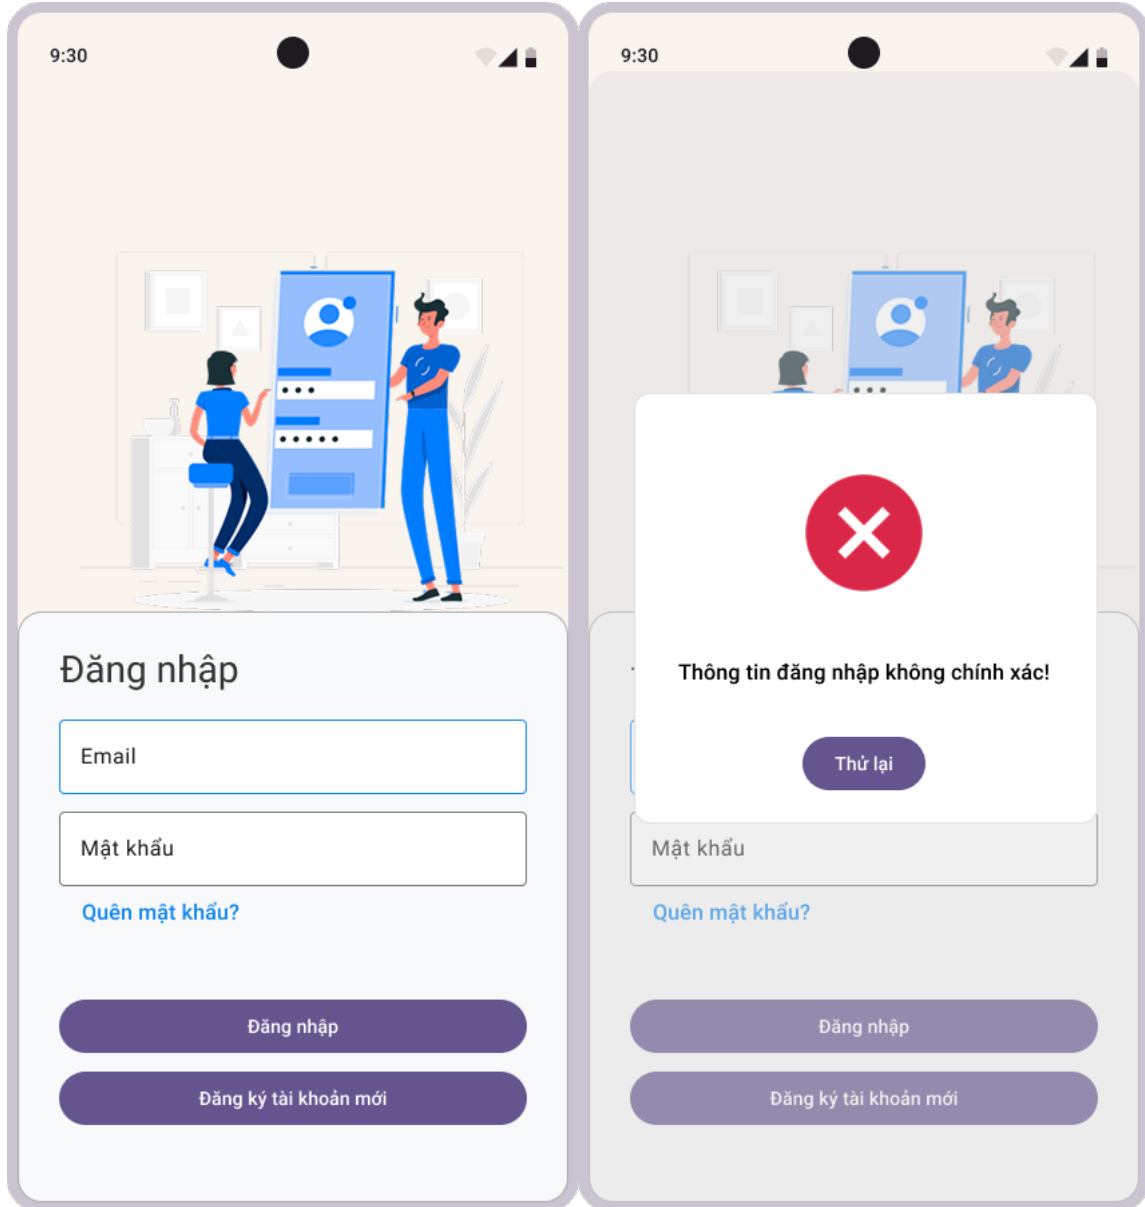 9:30
Đăng nhập
Email
Mật khẩu
Quên mật khẩu?
Đăng nhập
Đăng ký tài khoản mới
9:30
Thông tin đăng nhập không chính xác!
Thử lại
Mật khẩu
Quên mật khẩu?
Đăng nhập
Đăng ký tài khoản mới